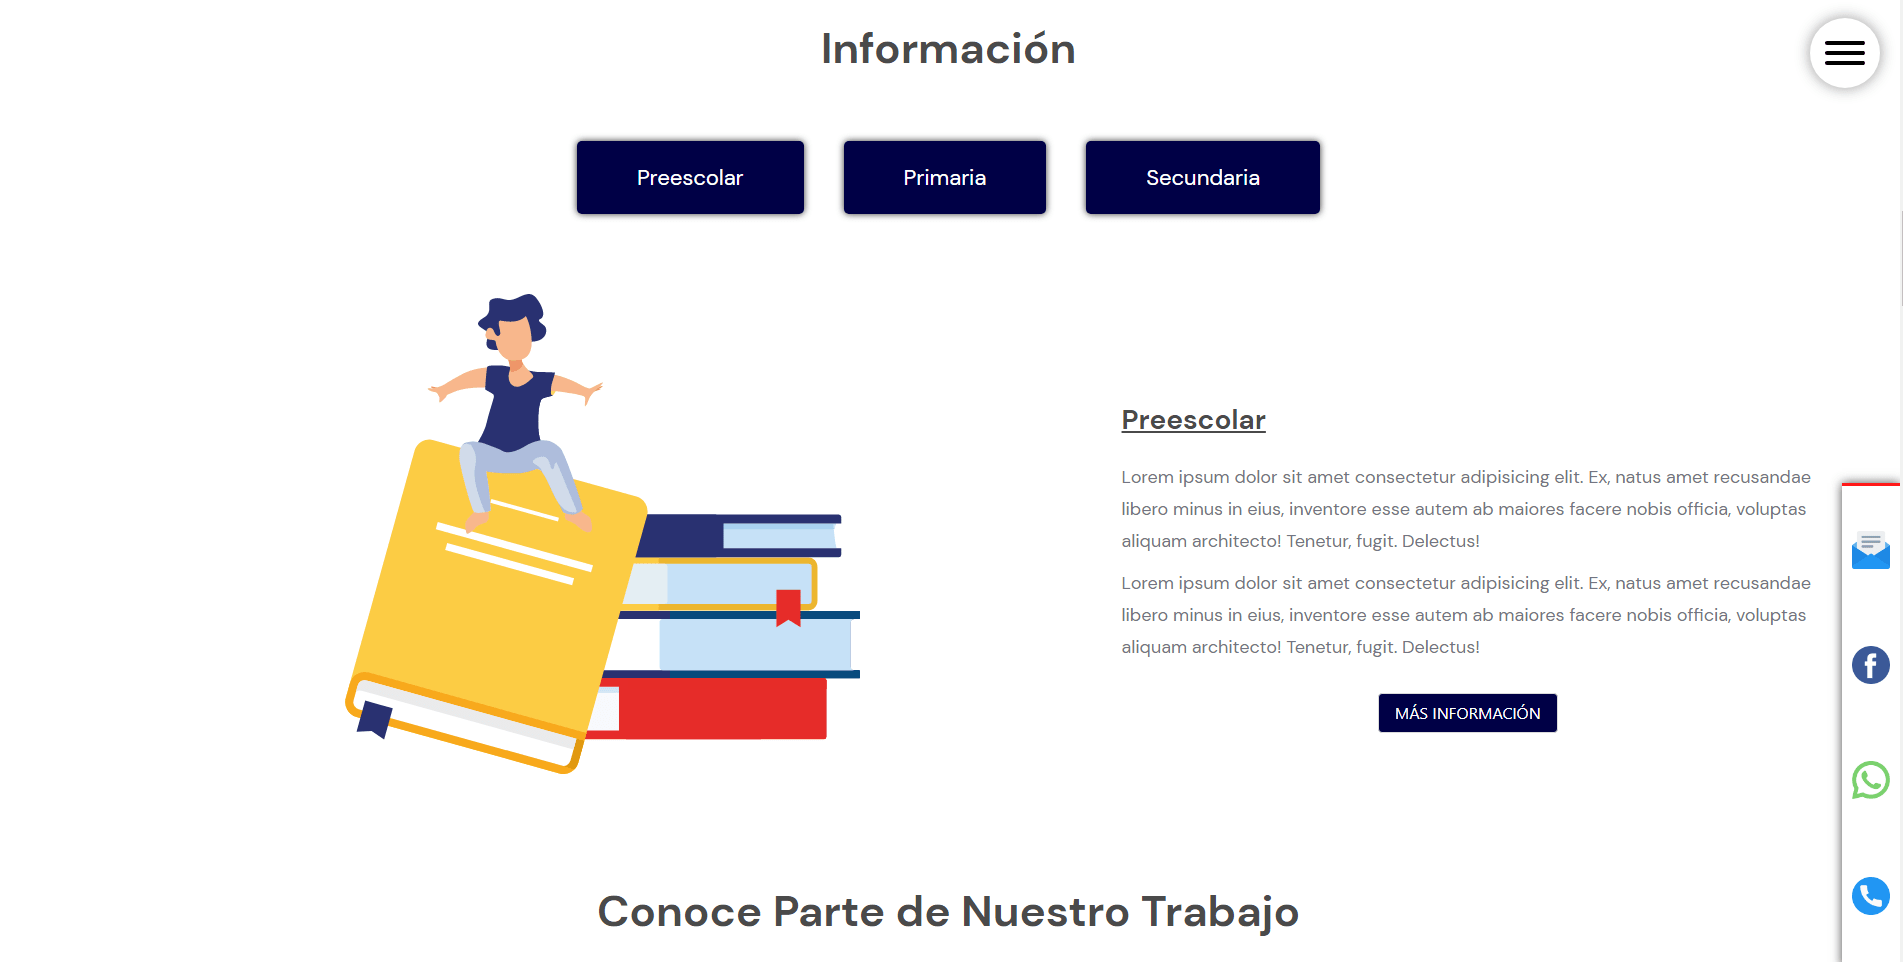 Información
Preescolar
Primaria
Secundaria
Preescolar
Lorem ipsum dolor sit amet consectetur adipisicing elit. Ex, natus amet recusandae
libero minus in eius, inventore esse autem ab maiores facere nobis officia, voluptas
aliquam architecto! Tenetur, fugit. Delectus!
Lorem ipsum dolor sit amet consectetur adipisicing elit. Ex, natus amet recusandae
libero minus in eius, inventore esse autem ab maiores facere nobis officia, voluptas
aliquam architecto! Tenetur, fugit. Delectus!
MÁS INFORMACIÓN
Conoce Parte de Nuestro Trabajo